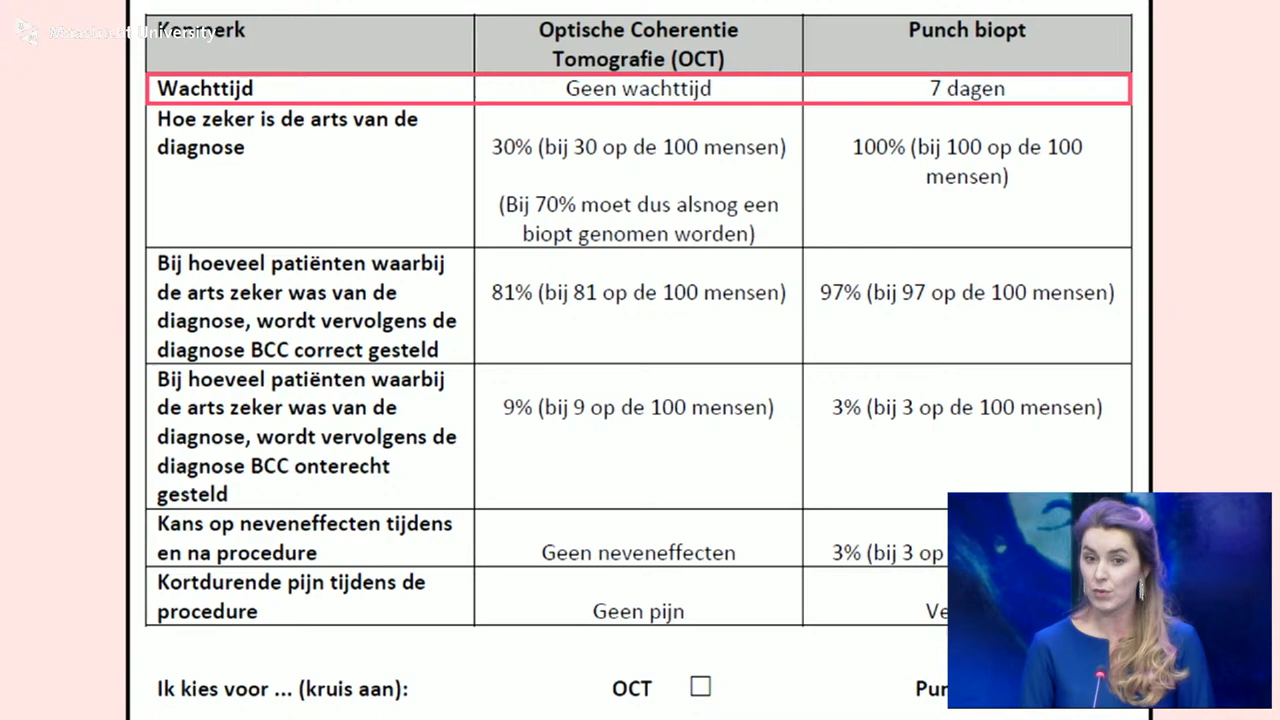 Maastricht University
Kenmerk
Optische Coherentie
Tomografie (OCT)
Punch biopt
Wachttijd
Geen wachttijd
7 dagen
Hoe zeker is de arts van de
diagnose
30% (bij 30 op de 100 mensen)
(Bij 70% moet dus alsnog een
biopt genomen worden)
100% (bij 100 op de 100
mensen)
Bij hoeveel patiënten waarbij
de arts zeker was van de
diagnose, wordt vervolgens de
diagnose BCC correct gesteld
81% (bij 81 op de 100 mensen)
97% (bij 97 op de 100 mensen)
Bij hoeveel patiënten waarbij
de arts zeker was van de
diagnose, wordt vervolgens de
diagnose BCC onterecht
gesteld
9% (bij 9 op de 100 mensen)
3% (bij 3 op de 100 mensen)
Kans op neveneffecten tijdens
en na procedure
Geen neveneffecten
3% (bij 3 op
Kortdurende pijn tijdens de
procedure
Geen pijn
Ik kies voor ... (kruis aan):
OCT